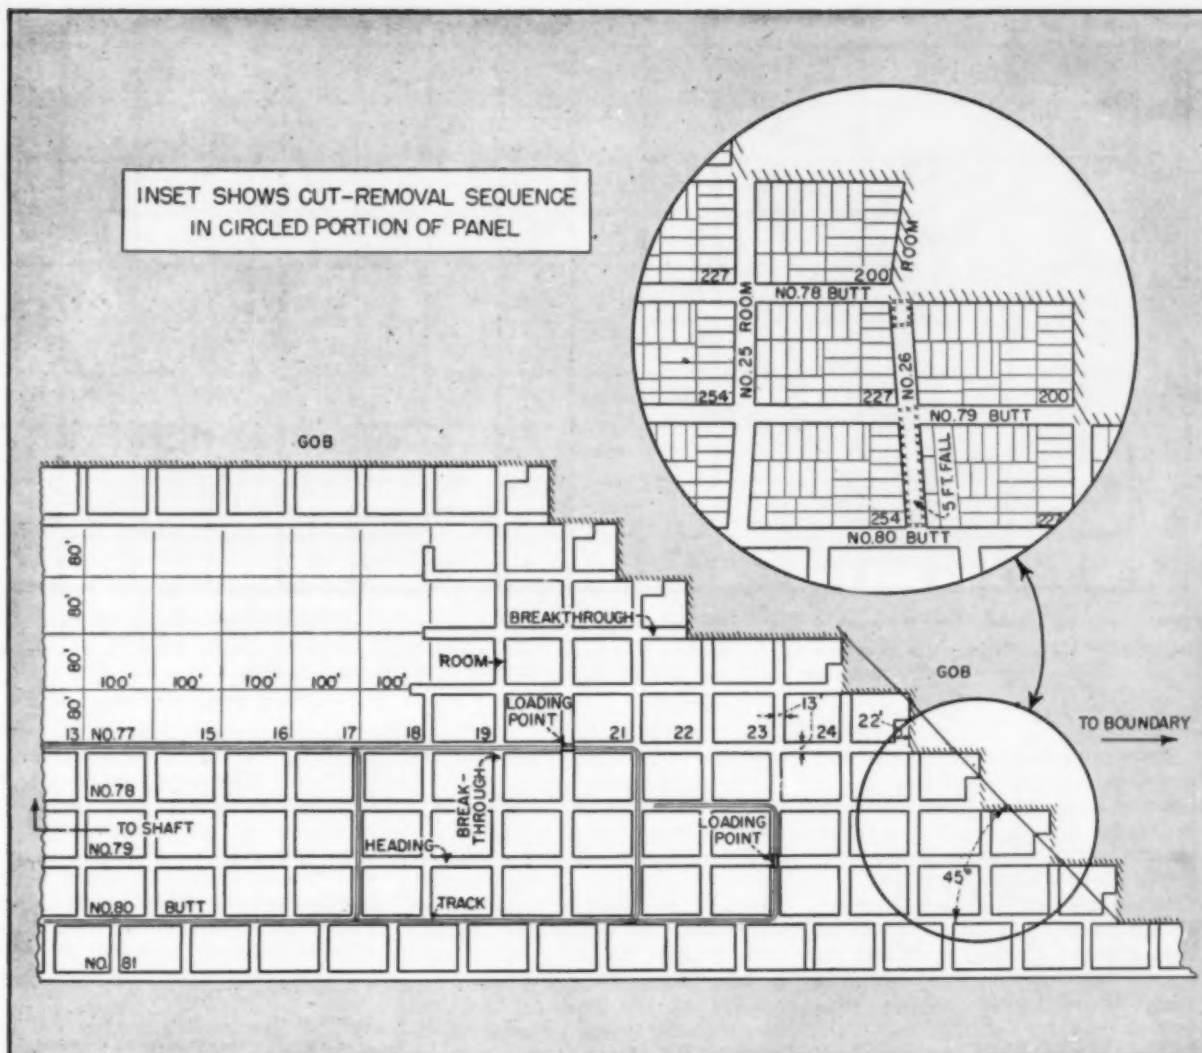 INSET SHOWS CUT-REMOVAL SEQUENCE
IN CIRCLED PORTION OF PANEL
227
NO.25 ROOM
200
ROOM
NO.78 BUTT
254
227
NO.26
200
NO.79 BUTT
254
5 FT. FALL
227
NO.80 BUTT
GOB
80'
80'
80'
80'
BREAKTHROUGH
ROOM
GOB
100'
100'
100'
100'
100'
LOADING
POINT
13'
22'
TO BOUNDARY
13
NO.77
15
16
17
18
19
21
22
23
24
NO.78
BREAK-
THROUGH
TO SHAFT
NO.79
HEADING
LOADING
POINT
45°
NO.80 BUTT
TRACK
NO. 81